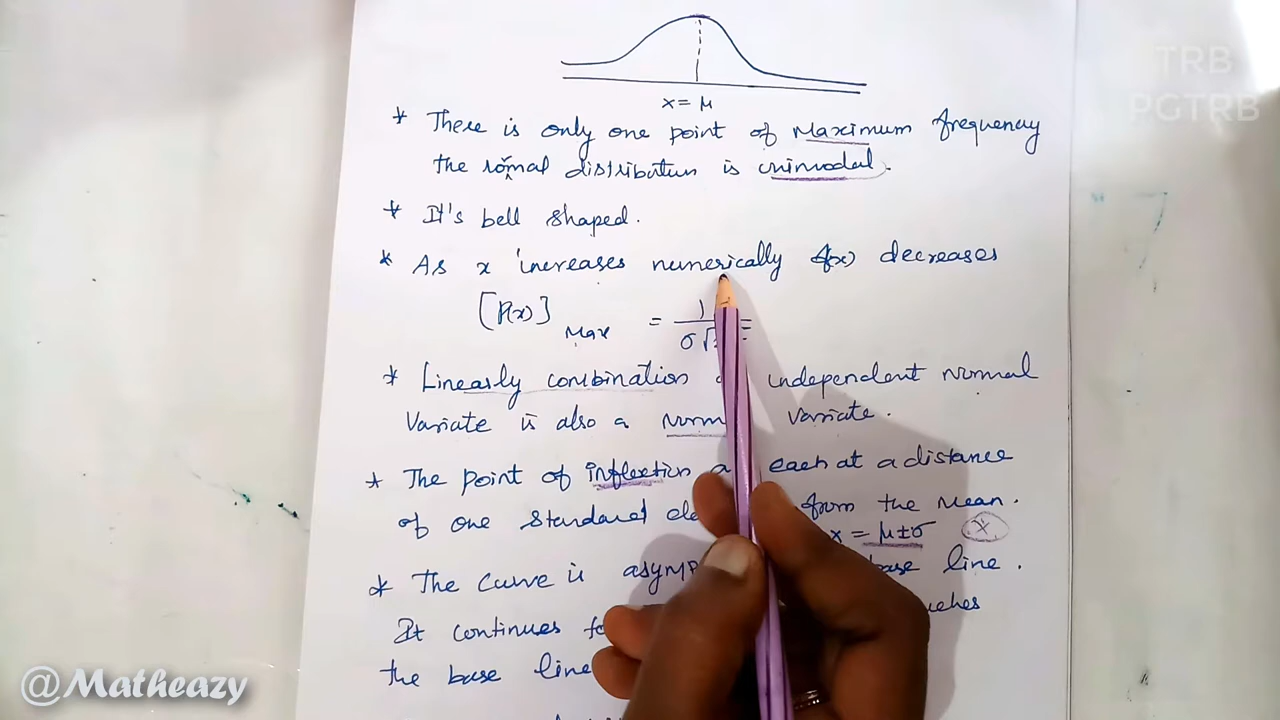 TRB
PGTRB
x = μ
* There is only one point of Maximum frequency
the romal distribution is unimodal.
* It's bell shaped.
* As x increases numerically f(x) decreases
[P(x)] Max = 1 / σ√ =
* Linearly combination independent normal
Variate is also a variate.
* The point of inflextion each at a distance
of one standard from the mean.
x = μ±σ x
* The curve is base line.
It continues
the base line
@Matheazy